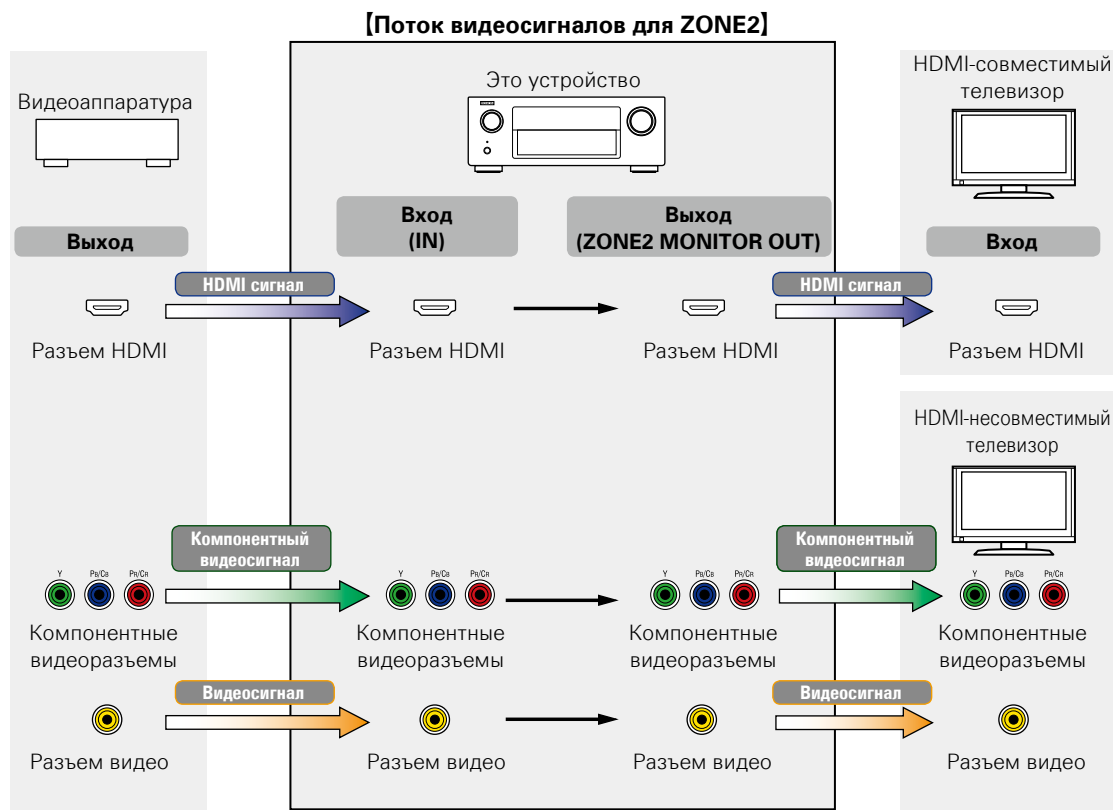 【Поток видеосигналов для ZONE2】
Видеоаппаратура
Это устройство
HDMI-совместимый
телевизор
Выход
Вход
(IN)
Выход
(ZONE2 MONITOR OUT)
Вход
HDMI сигнал
HDMI сигнал
Разъем HDMI
Разъем HDMI
Разъем HDMI
Разъем HDMI
HDMI-несовместимый
телевизор
Компонентный
видеосигнал
Компонентный
видеосигнал
Y PB/CB PR/CR
Y PB/CB PR/CR
Y PB/CB PR/CR
Y PB/CB PR/CR
Компонентные
видеоразъемы
Компонентные
видеоразъемы
Компонентные
видеоразъемы
Компонентные
видеоразъемы
Видеосигнал
Видеосигнал
Разъем видео
Разъем видео
Разъем видео
Разъем видео